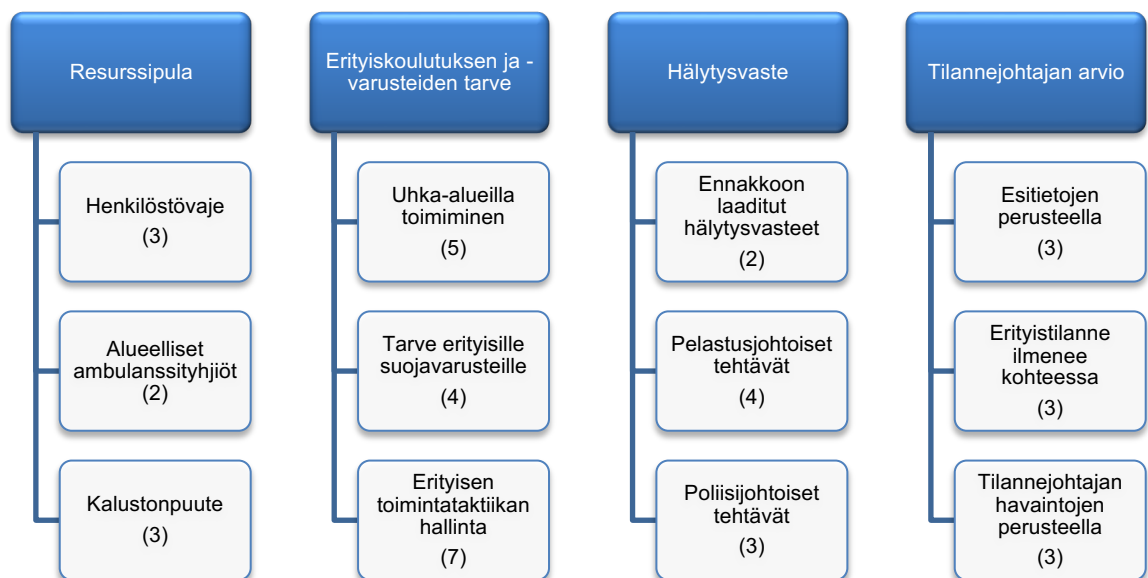 Resurssipula
Henkilöstövaje
(3)
Alueelliset
ambulanssityhjiöt
(2)
Kalustonpuute
(3)
Erityiskoulutuksen ja -
varusteiden tarve
Uhka-alueilla
toimiminen
(5)
Tarve erityisille
suojavarusteille
(4)
Erityisen
toimintataktiikan
hallinta
(7)
Hälytysvaste
Ennakkoon
laaditut
hälytysvasteet
(2)
Pelastusjohtoiset
tehtävät
(4)
Poliisijohtoiset
tehtävät
(3)
Tilannejohtajan arvio
Esitietojen
perusteella
(3)
Erityistilanne
ilmenee
kohteessa
(3)
Tilannejohtajan
havaintojen
perusteella
(3)